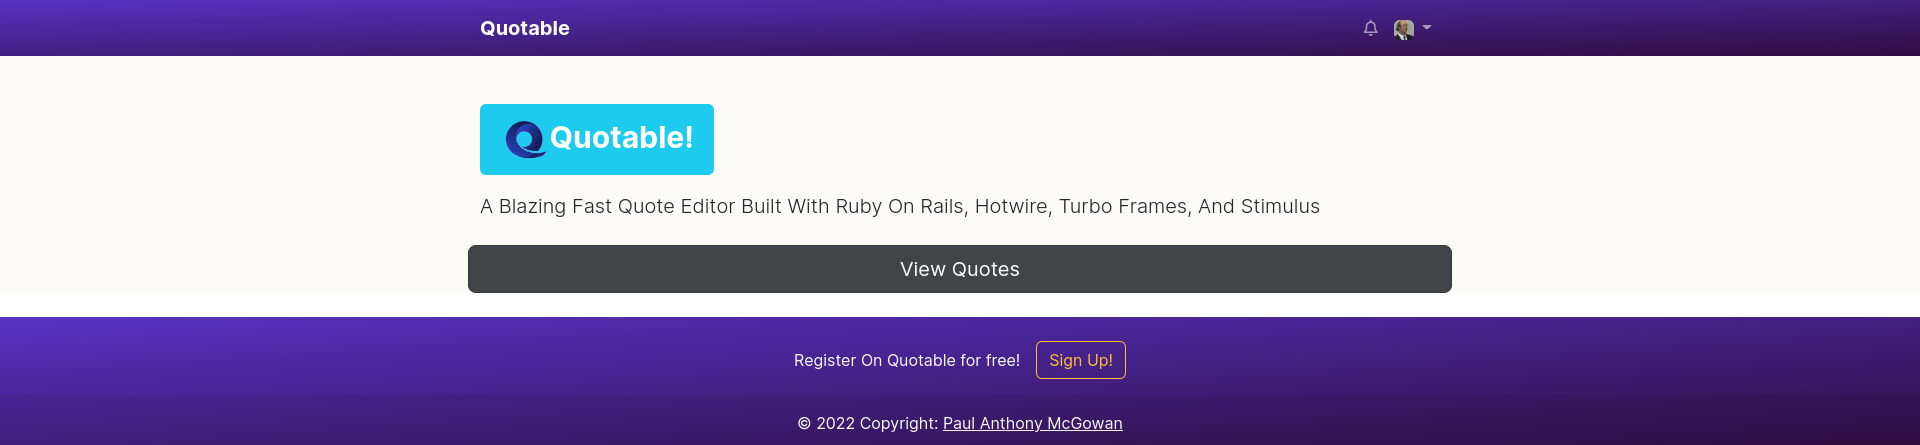 Quotable
Quotable!
A Blazing Fast Quote Editor Built With Ruby On Rails, Hotwire, Turbo Frames, And Stimulus
View Quotes
Register On Quotable for free! Sign Up!
© 2022 Copyright: Paul Anthony McGowan